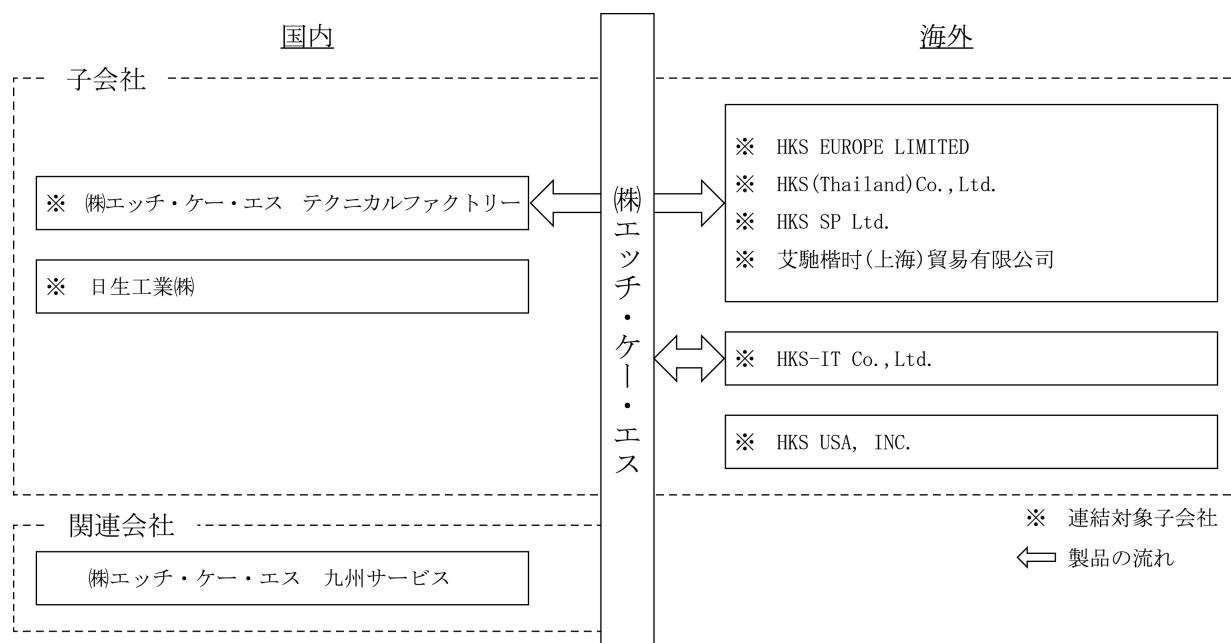 国内
海外
子会社
※ ㈱エッチ・ケー・エス テクニカルファクトリー
※ 日生工業㈱
㈱エッチ・ケー・エス
※ HKS EUROPE LIMITED
※ HKS(Thailand)Co.,Ltd.
※ HKS SP Ltd.
※ 艾馳楷时(上海)貿易有限公司
※ HKS-IT Co.,Ltd.
※ HKS USA, INC.
関連会社
㈱エッチ・ケー・エス 九州サービス
※ 連結対象子会社
製品の流れ